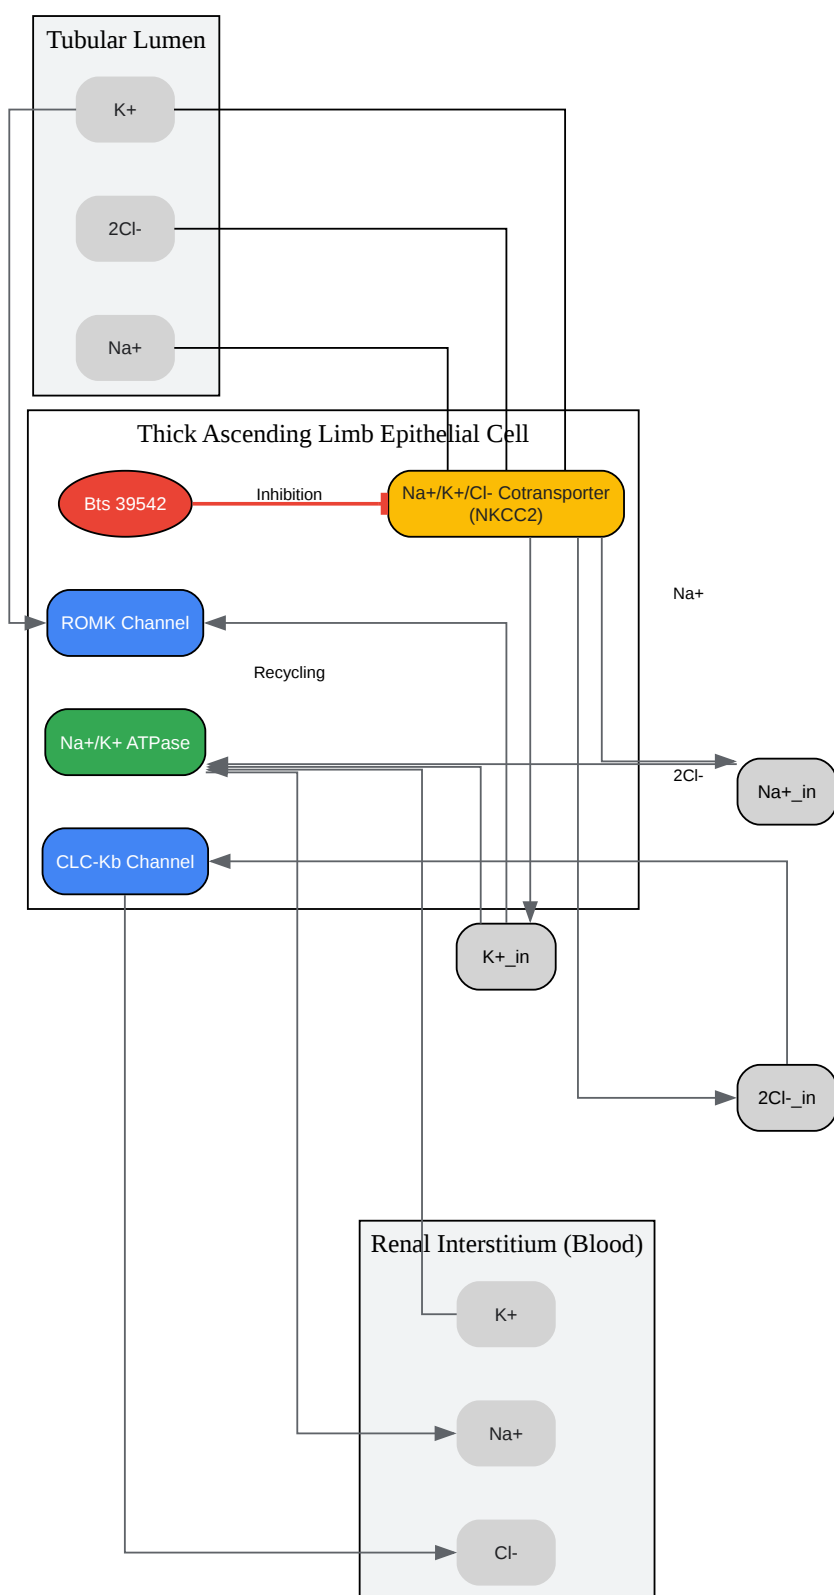 Tubular Lumen
K+
2Cl-
Na+
Thick Ascending Limb Epithelial Cell
Bts 39542
Inhibition
Na+/K+/Cl- Cotransporter
(NKCC2)
Na+
ROMK Channel
Recycling
Na+/K+ ATPase
2Cl-
Na+_in
CLC-Kb Channel
K+_in
2Cl-_in
Renal Interstitium (Blood)
K+
Na+
Cl-